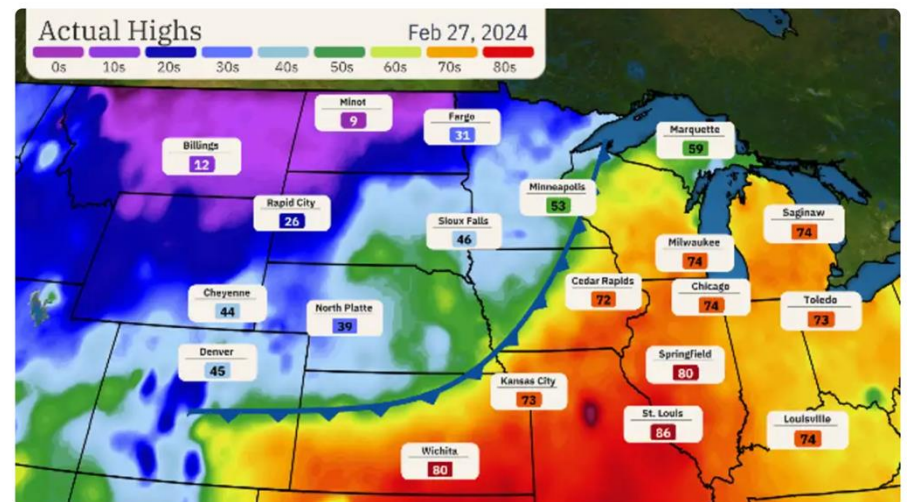 Actual Highs
Feb 27, 2024
0s 10s 20s 30s 40s 50s 60s 70s 80s
Minot
9
Fargo
31
Marquette
59
Billings
12
Rapid City
26
Minneapolis
53
Sioux Falls
46
Saginaw
74
Milwaukee
74
Cheyenne
44
North Platte
39
Cedar Rapids
72
Chicago
74
Toledo
73
Denver
45
Springfield
80
Kansas City
73
St. Louis
86
Louisville
74
Wichita
80